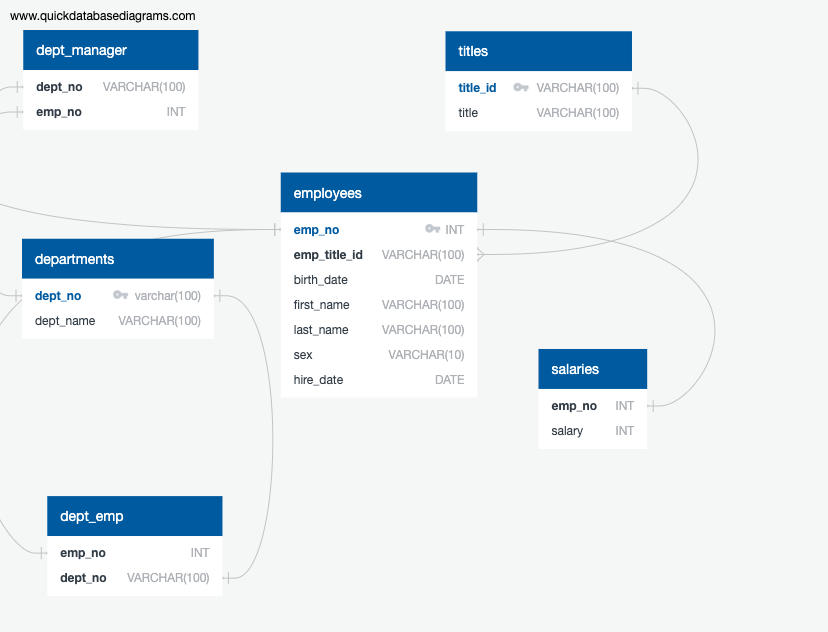 www.quickdatabasediagrams.com
dept_manager
dept_no VARCHAR(100)
emp_no INT
titles
title_id VARCHAR(100)
title VARCHAR(100)
employees
emp_no INT
emp_title_id VARCHAR(100)
birth_date DATE
first_name VARCHAR(100)
last_name VARCHAR(100)
sex VARCHAR(10)
hire_date DATE
departments
dept_no varchar(100)
dept_name VARCHAR(100)
salaries
emp_no INT
salary INT
dept_emp
emp_no INT
dept_no VARCHAR(100)